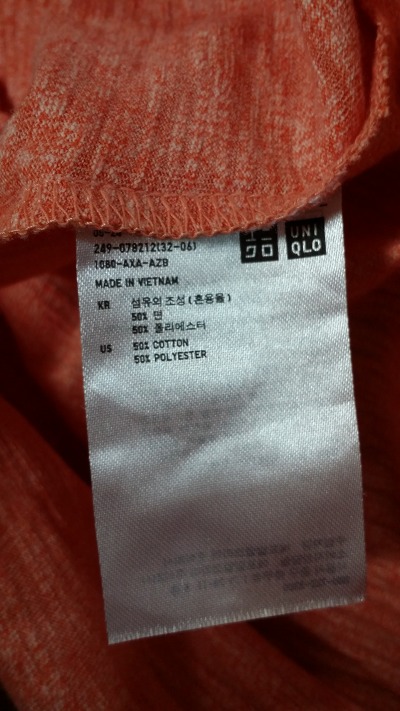 249-078212(32-06)
1080-AXA-AZB
MADE IN VIETNAM
UNI
QLO
KR 섬유의 조성(혼용율)
50% 면
50% 폴리에스터
US 50% COTTON
50% POLYESTER